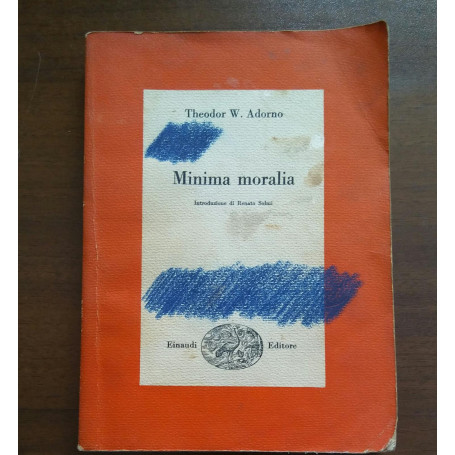 Theodor W. Adorno
Minima moralia
Introduzione di Renato Solmi
Einaudi Editore